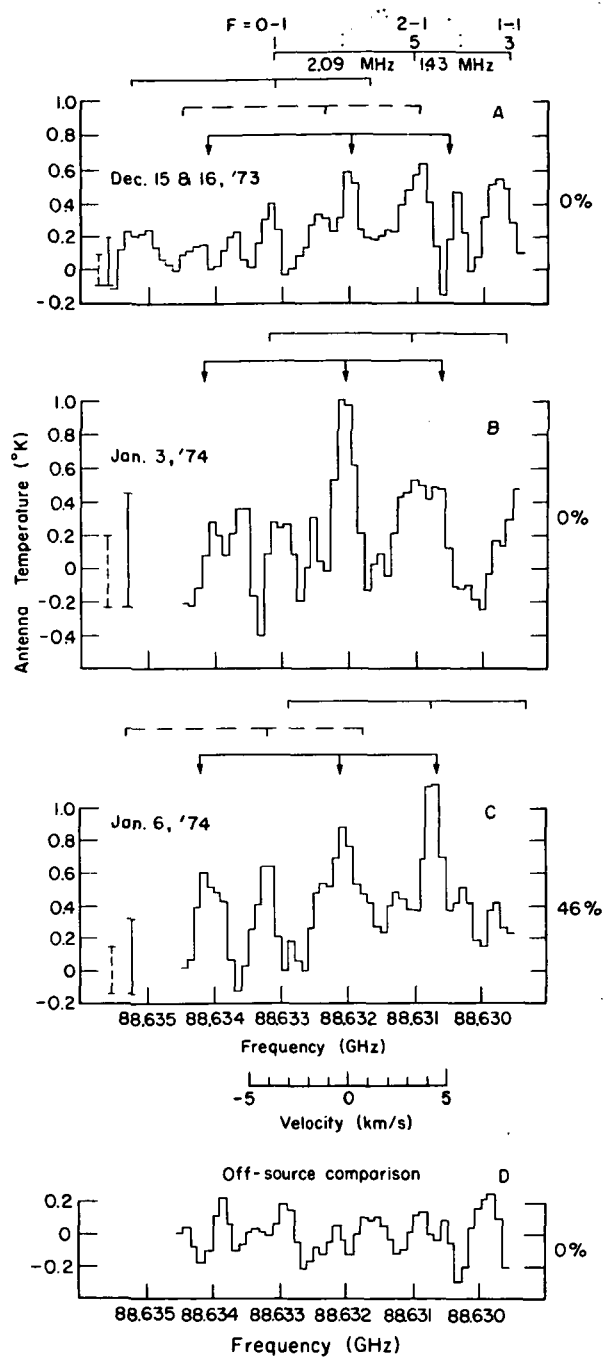 F = 0-1 2-1 1-1
1 5 3
2.09 MHz 1.43 MHz
A
1.0
0.8
0.6
0.4
0.2
0
-0.2
Dec. 15 & 16, '73
0%
B
1.0
0.8
0.6
0.4
0.2
0
-0.2
-0.4
Jan. 3, '74
0%
Antenna Temperature (°K)
C
1.0
0.8
0.6
0.4
0.2
0
-0.2
Jan. 6, '74
46%
88.635 88.634 88.633 88.632 88.631 88.630
Frequency (GHz)
-5 0 5
Velocity (km/s)
Off-source comparison
D
0.2
0
-0.2
0%
88.635 88.634 88.633 88.632 88.631 88.630
Frequency (GHz)